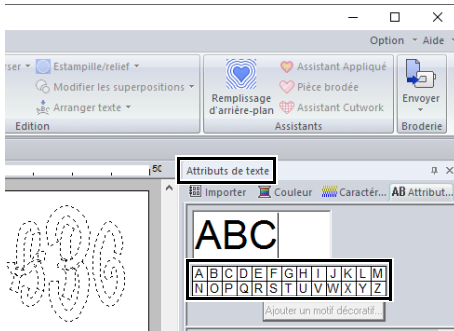 Option Aide
Estampille/relief
Modifier les superpositions
Arranger texte
Edition
Remplissage
d'arrière-plan
Assistant Appliqué
Pièce brodée
Assistant Cutwork
Assistants
Envoyer
Broderie
Attributs de texte
Importer Couleur Caractér... AB Attribut...
ABC
A B C D E F G H I J K L M
N O P Q R S T U V W X Y Z
Ajouter un motif décoratif...